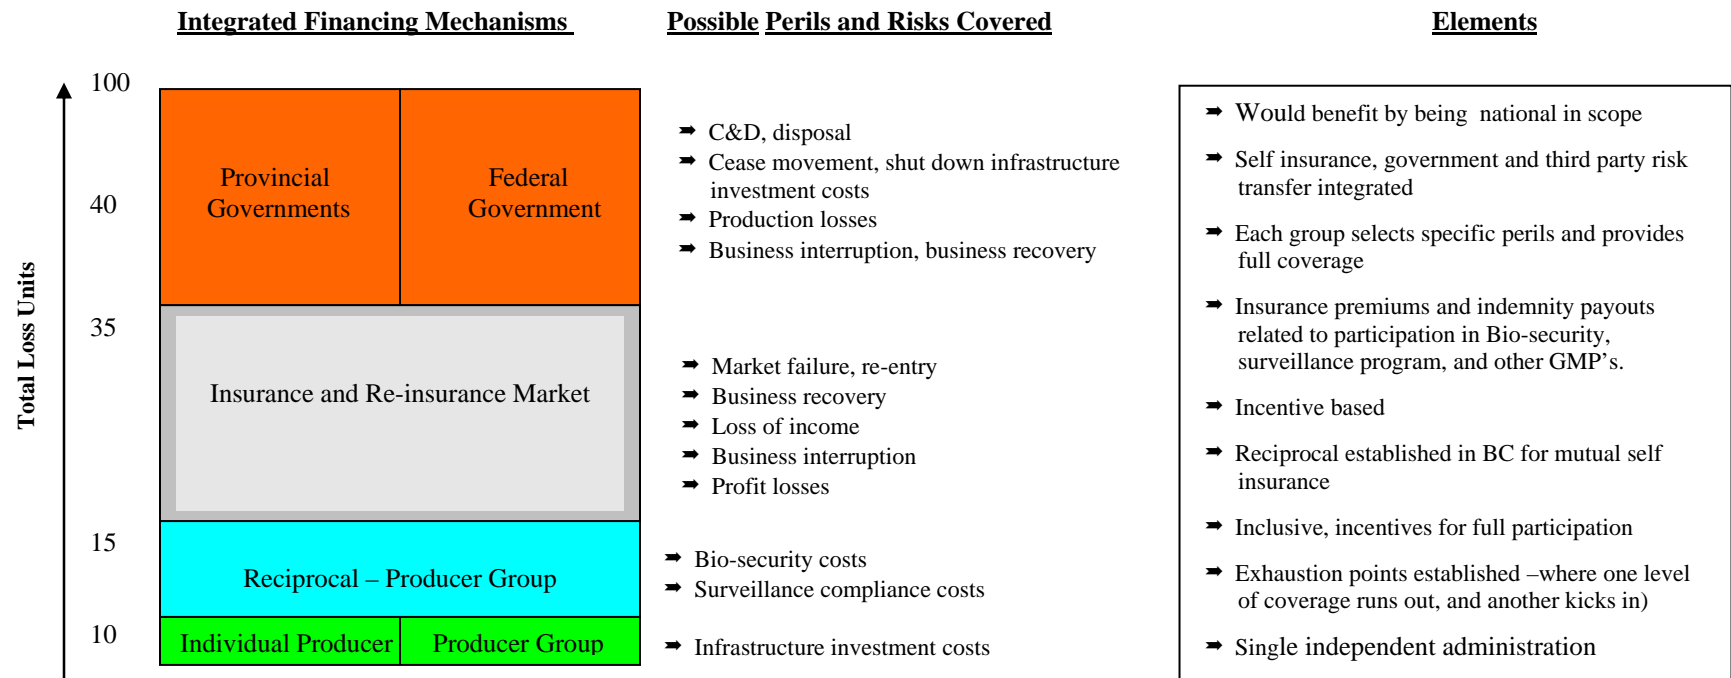 Integrated Financing Mechanisms
Possible Perils and Risks Covered
Elements
Total Loss Units
100
40
35
15
10
Provincial
Governments
Federal
Government
Insurance and Re-insurance Market
Reciprocal – Producer Group
Individual Producer
Producer Group
➡ C&D, disposal
➡ Cease movement, shut down infrastructure
investment costs
➡ Production losses
➡ Business interruption, business recovery
➡ Market failure, re-entry
➡ Business recovery
➡ Loss of income
➡ Business interruption
➡ Profit losses
➡ Bio-security costs
➡ Surveillance compliance costs
➡ Infrastructure investment costs
➡ Would benefit by being national in scope
➡ Self insurance, government and third party risk
transfer integrated
➡ Each group selects specific perils and provides
full coverage
➡ Insurance premiums and indemnity payouts
related to participation in Bio-security,
surveillance program, and other GMP's.
➡ Incentive based
➡ Reciprocal established in BC for mutual self
insurance
➡ Inclusive, incentives for full participation
➡ Exhaustion points established –where one level
of coverage runs out, and another kicks in)
➡ Single independent administration